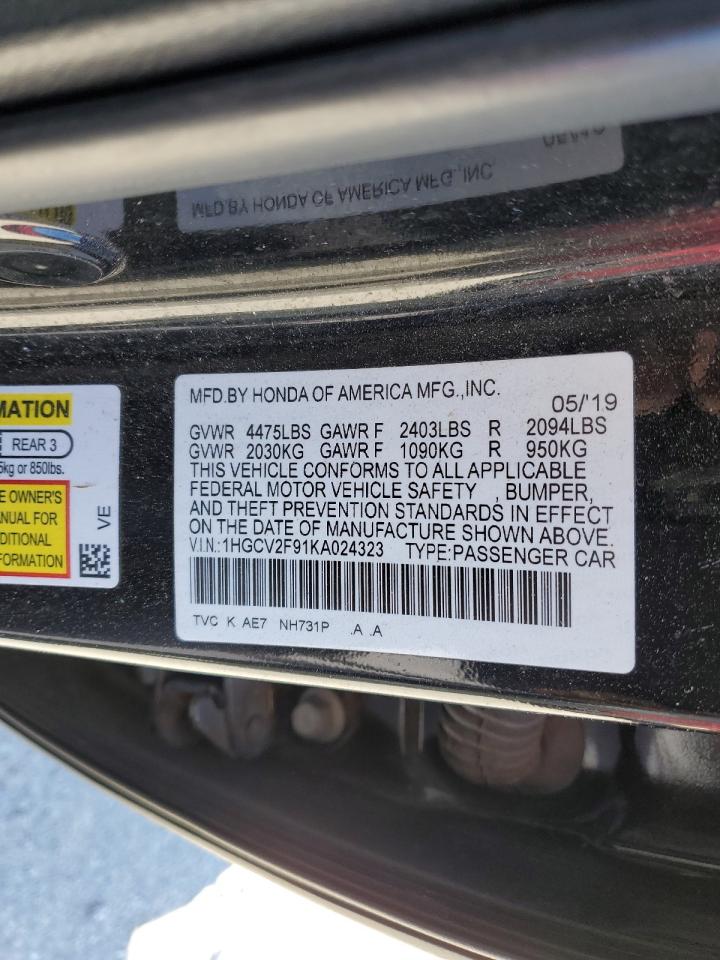 MFD.BY HONDA OF AMERICA MFG.,INC.
MATION
REAR 3
5kg or 850lbs.
E OWNER'S
ANUAL FOR
DITIONAL
FORMATION
VE
MFD.BY HONDA OF AMERICA MFG.,INC.
05/'19
GVWR 4475LBS GAWR F 2403LBS R 2094LBS
GVWR 2030KG GAWR F 1090KG R 950KG
THIS VEHICLE CONFORMS TO ALL APPLICABLE
FEDERAL MOTOR VEHICLE SAFETY , BUMPER,
AND THEFT PREVENTION STANDARDS IN EFFECT
ON THE DATE OF MANUFACTURE SHOWN ABOVE.
V.I.N.:1HGCV2F91KA024323 TYPE:PASSENGER CAR
TVC K AE7 NH731P .A .A